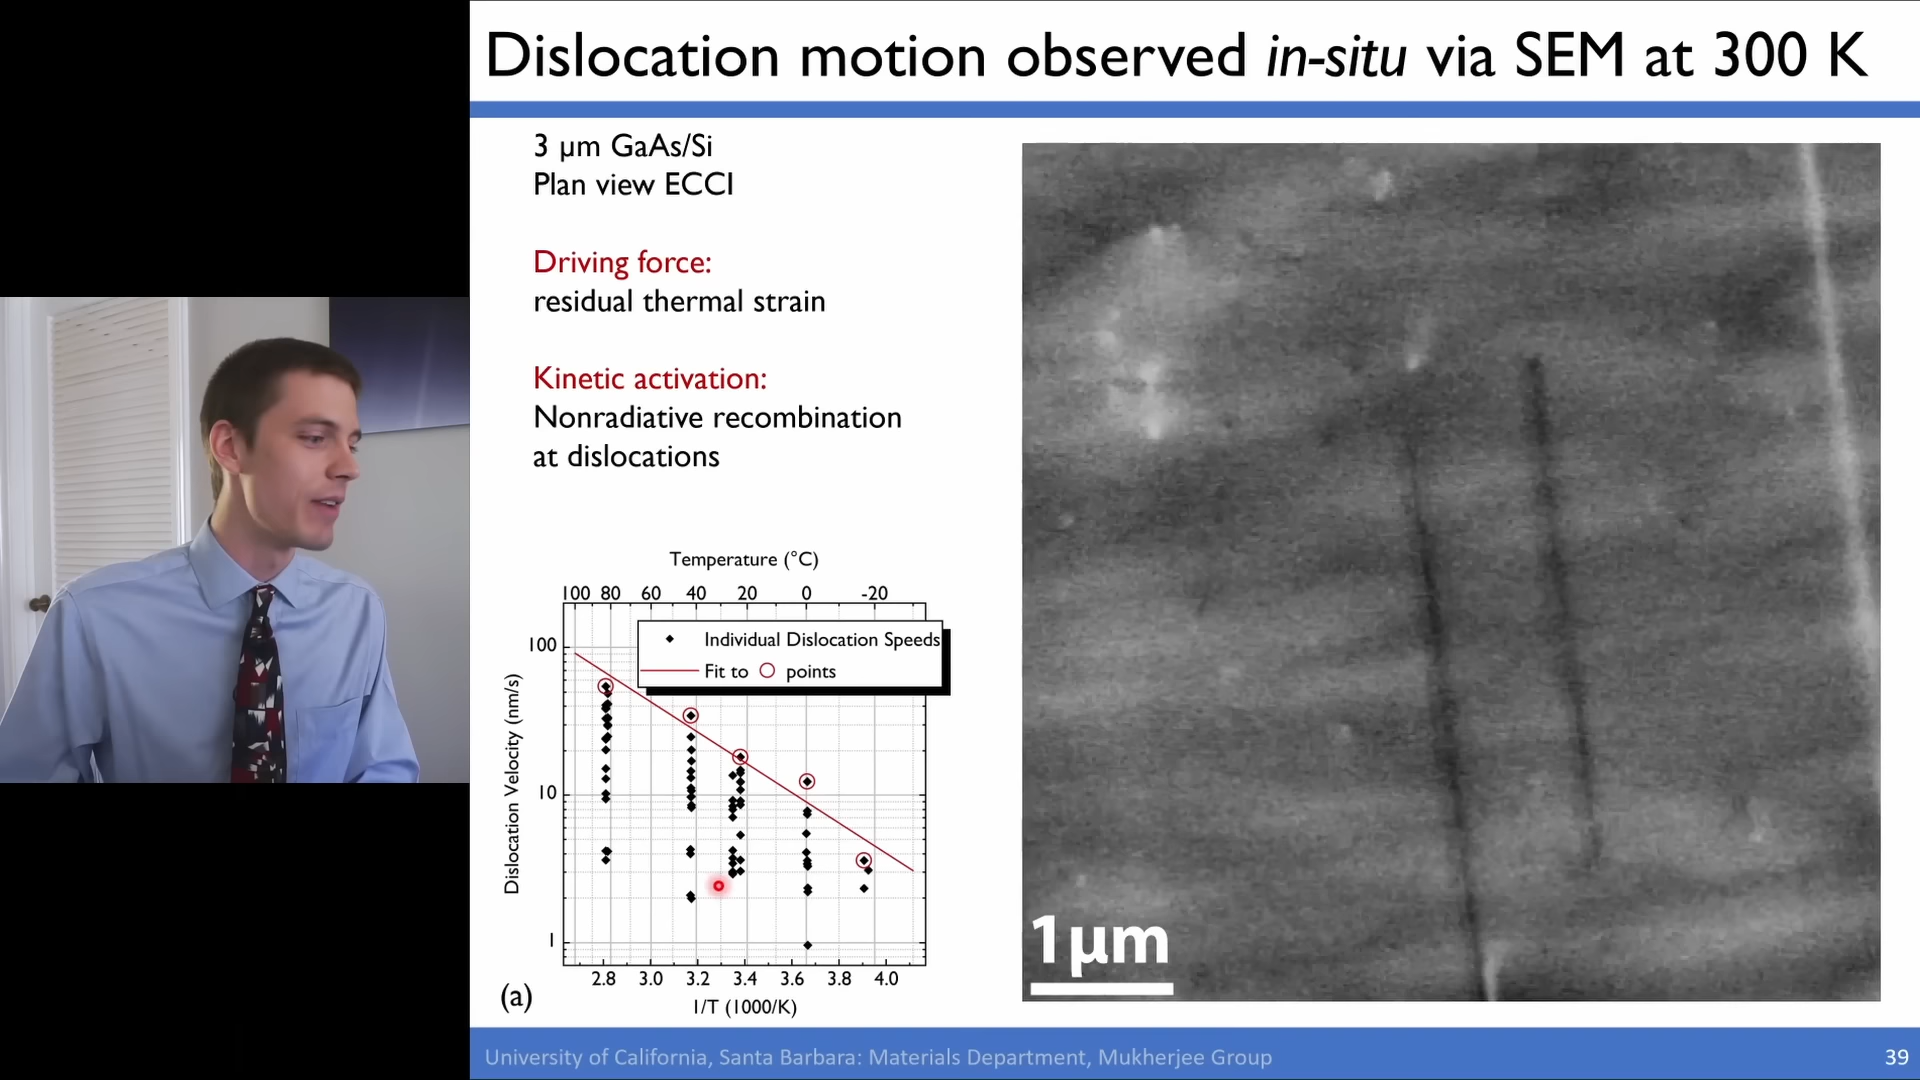 Dislocation motion observed in-situ via SEM at 300 K
3 µm GaAs/Si
Plan view ECCI
Driving force:
residual thermal strain
Kinetic activation:
Nonradiative recombination
at dislocations
Temperature (°C)
100 80 60 40 20 0 -20
Individual Dislocation Speeds
Fit to points
Dislocation Velocity (nm/s)
100
10
1
2.8 3.0 3.2 3.4 3.6 3.8 4.0
1/T (1000/K)
(a)
1µm
University of California, Santa Barbara: Materials Department, Mukherjee Group
39